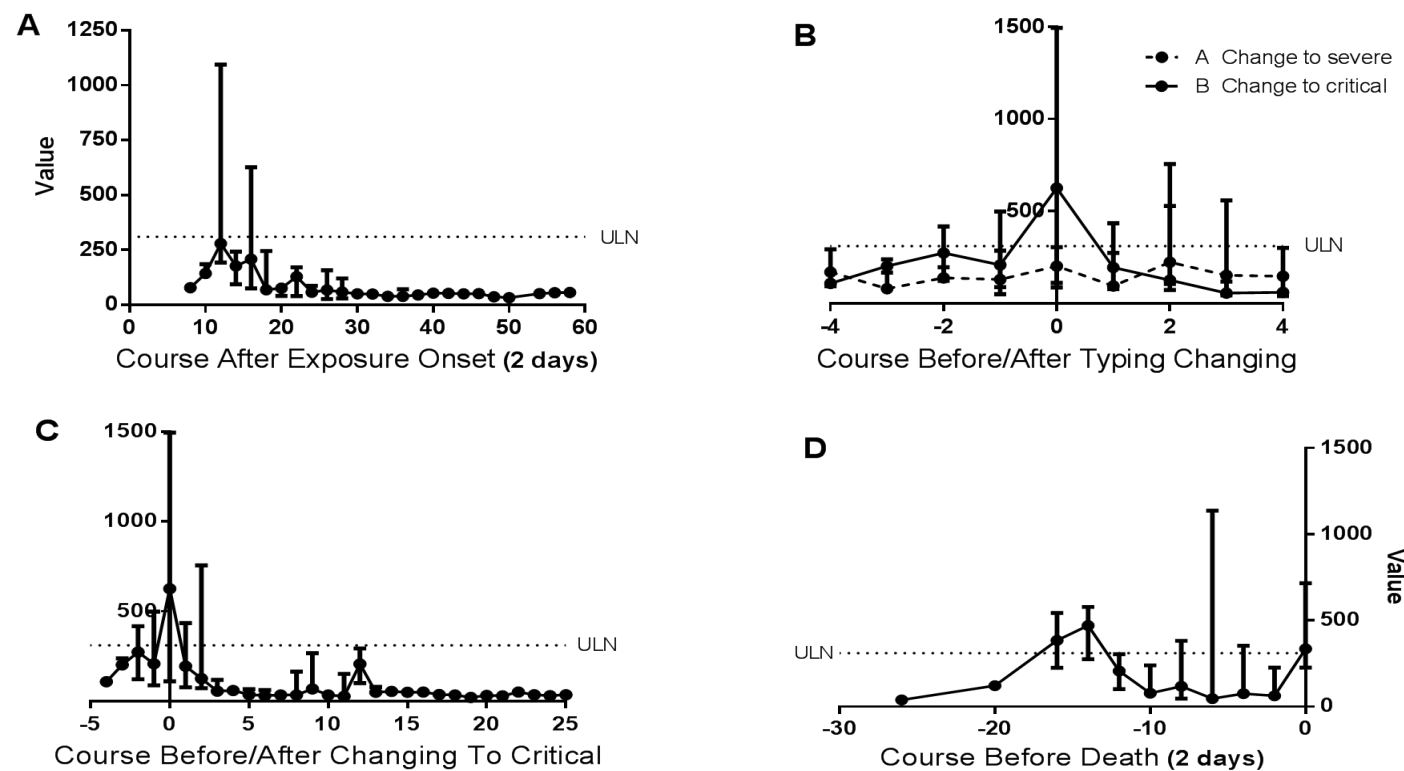 A
1250
1000
750
500
250
0
Value
ULN
0 10 20 30 40 50 60
Course After Exposure Onset (2 days)
B
1500
1000
500
A Change to severe
B Change to critical
ULN
-4 -2 0 2 4
Course Before/After Typing Changing
C
1500
1000
500
ULN
-5 0 5 10 15 20 25
Course Before/After Changing To Critical
D
1500
1000
500
0
Value
ULN
-30 -20 -10 0
Course Before Death (2 days)